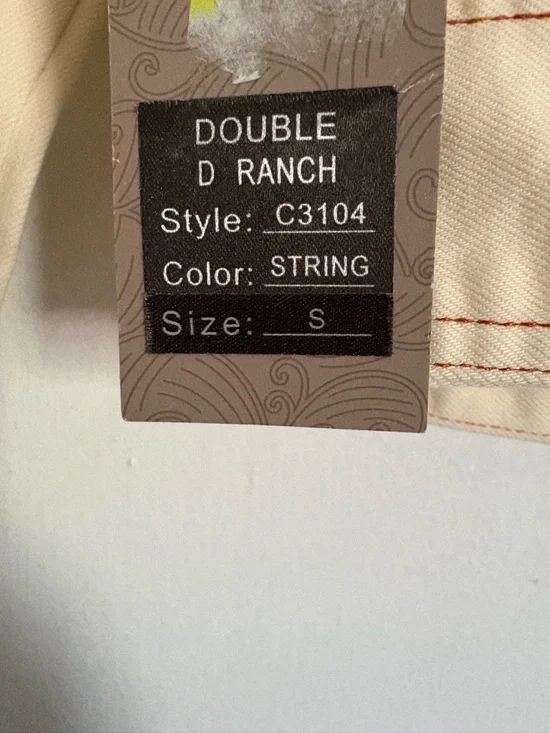 DOUBLE
D RANCH
Style: C3104
Color: STRING
Size: S